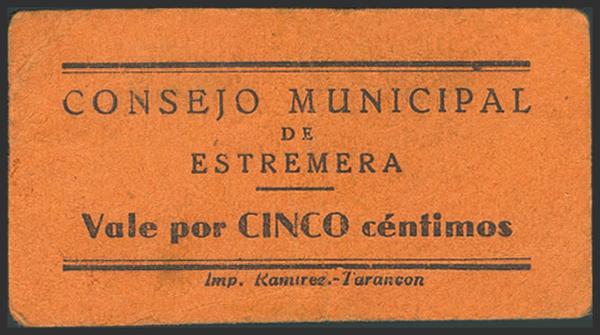 CONSEJO MUNICIPAL
DE
ESTREMERA
Vale por CINCO céntimos
Imp. Ramirez.-Tarancon